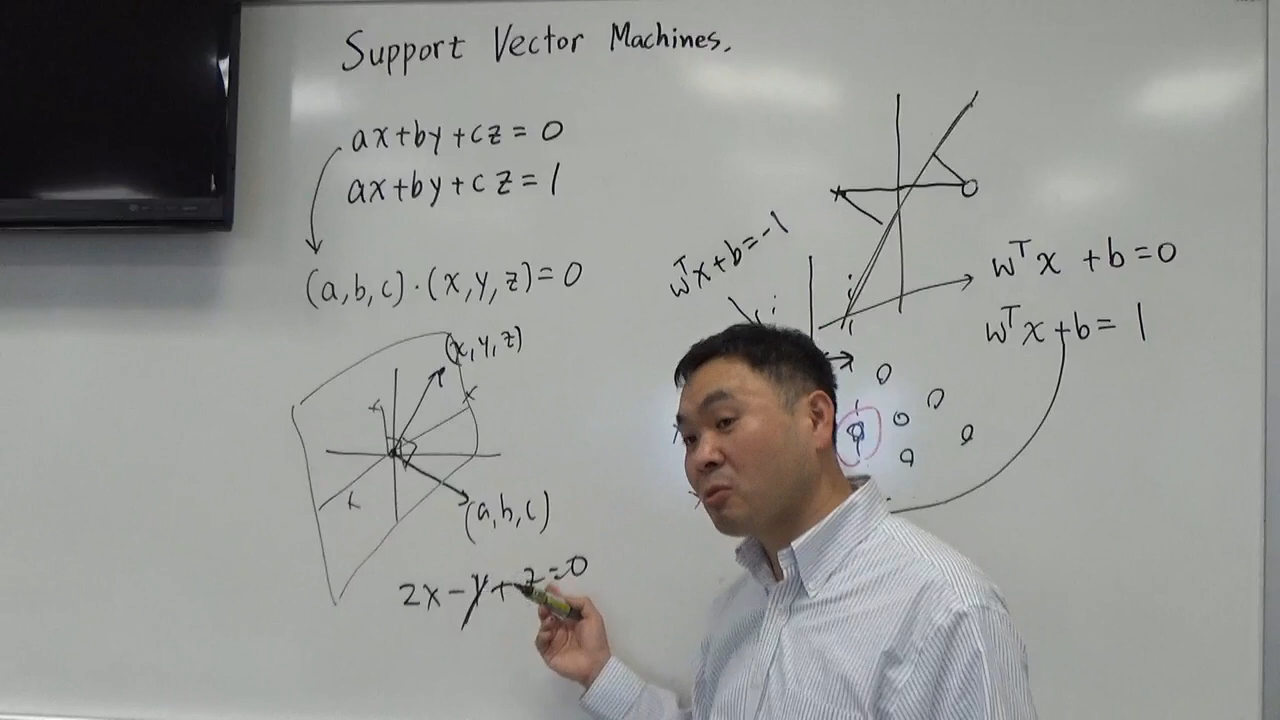 Support Vector Machines.
ax+by+cz=0
ax+by+cz=1
(a,b,c)·(x,y,z)=0
(x,y,z)
(a,b,c)
2x-y+z=0
wᵀx+b=-1
wᵀx+b=0
wᵀx+b=1